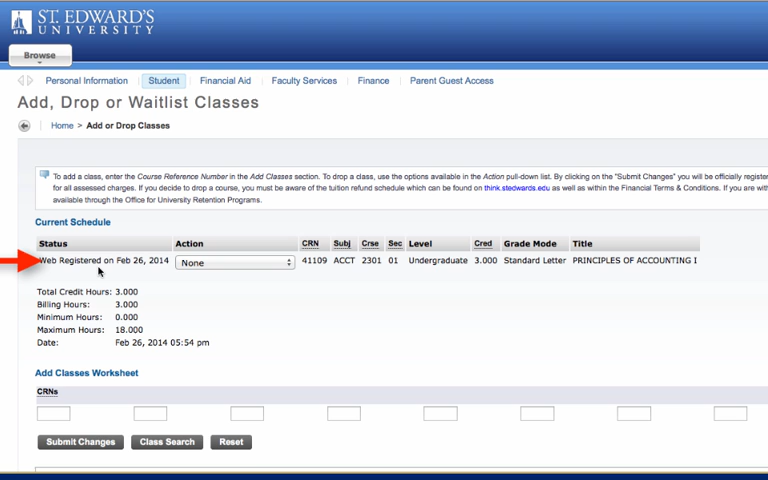 ST. EDWARD'S
UNIVERSITY
Browse
Personal Information
Student
Financial Aid
Faculty Services
Finance
Parent Guest Access
Add, Drop or Waitlist Classes
Home > Add or Drop Classes
To add a class, enter the Course Reference Number in the Add Classes section. To drop a class, use the options available in the Action pull-down list. By clicking on the "Submit Changes" you will be officially register
for all assessed charges. If you decide to drop a course, you must be aware of the tuition refund schedule which can be found on think.stedwards.edu as well as within the Financial Terms & Conditions. If you are with
available through the Office for University Retention Programs.
Current Schedule
Status Action CRN Subj Crse Sec Level Cred Grade Mode Title
Web Registered on Feb 26, 2014 None 41109 ACCT 2301 01 Undergraduate 3.000 Standard Letter PRINCIPLES OF ACCOUNTING I
Total Credit Hours: 3.000
Billing Hours: 3.000
Minimum Hours: 0.000
Maximum Hours: 18.000
Date: Feb 26, 2014 05:54 pm
Add Classes Worksheet
CRNs
Submit Changes
Class Search
Reset